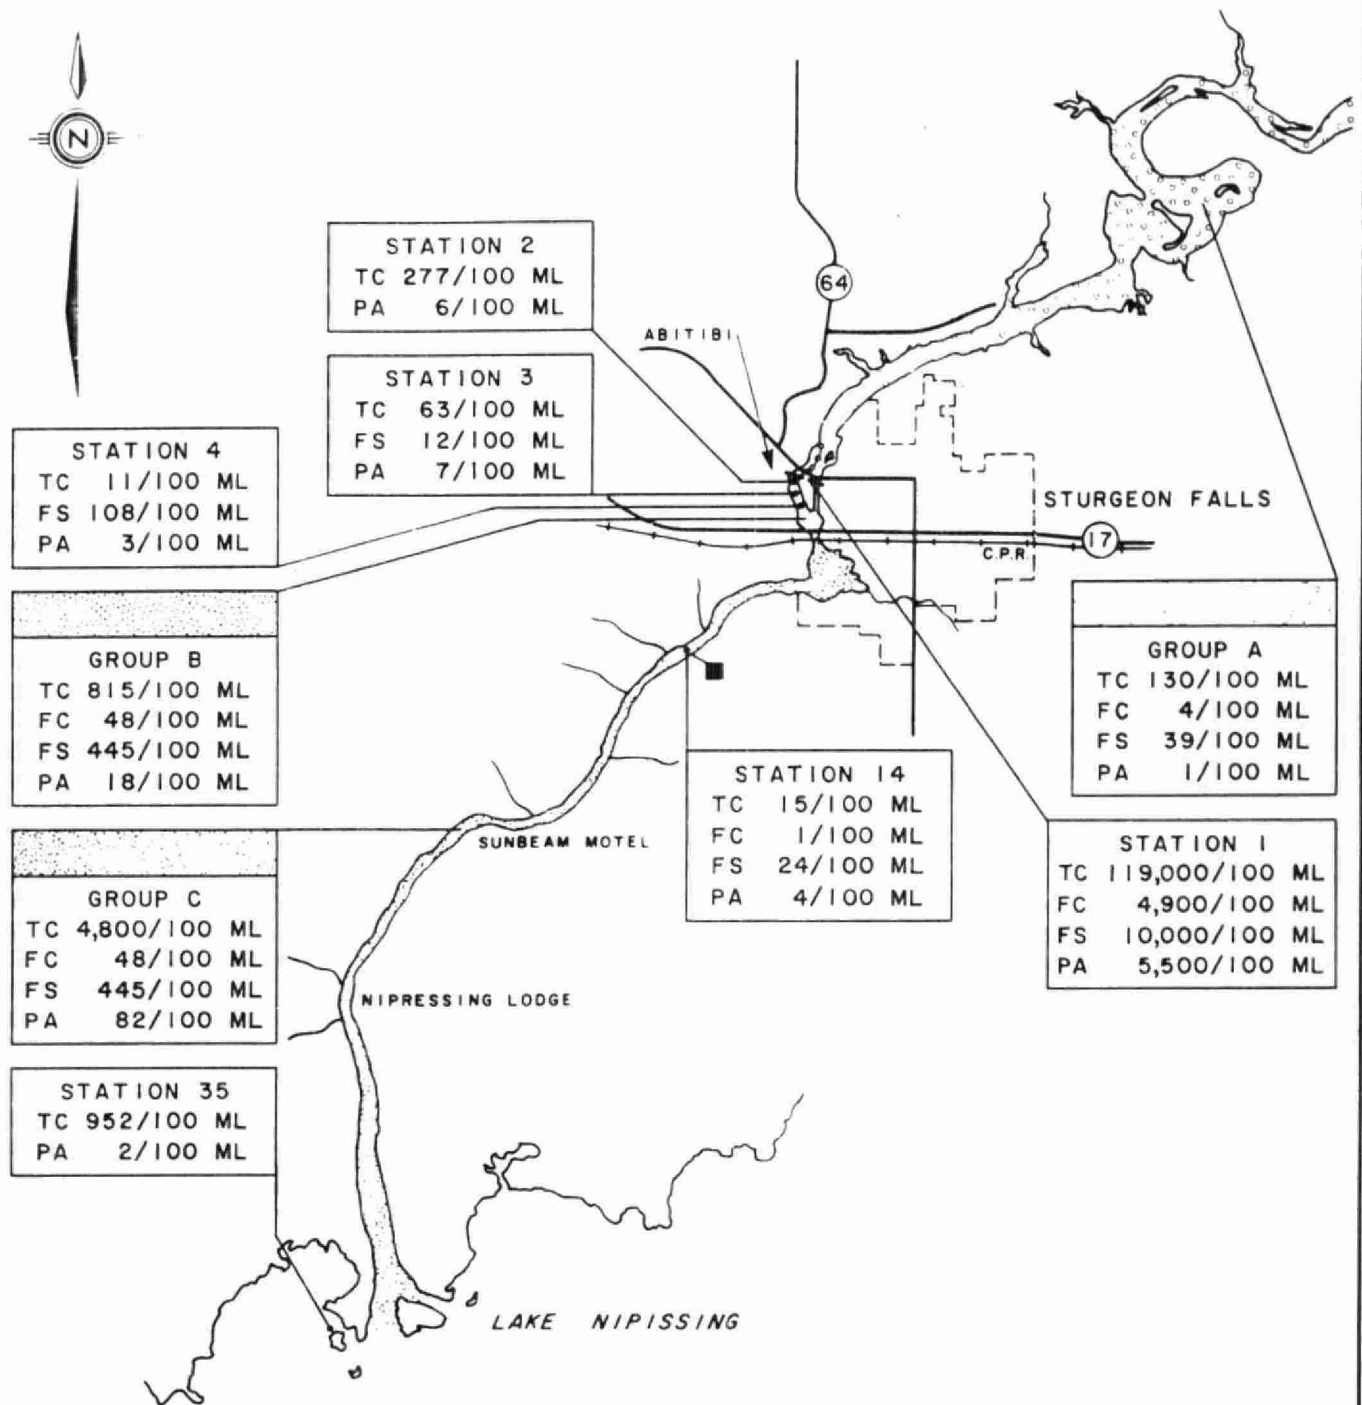 N
STATION 2
TC 277/100 ML
PA 6/100 ML
64
ABITIBI
STATION 3
TC 63/100 ML
FS 12/100 ML
PA 7/100 ML
STATION 4
TC 11/100 ML
FS 108/100 ML
PA 3/100 ML
STURGEON FALLS
17
C.P.R.
GROUP B
TC 815/100 ML
FC 48/100 ML
FS 445/100 ML
PA 18/100 ML
GROUP A
TC 130/100 ML
FC 4/100 ML
FS 39/100 ML
PA 1/100 ML
STATION 14
TC 15/100 ML
FC 1/100 ML
FS 24/100 ML
PA 4/100 ML
STATION 1
TC 119,000/100 ML
FC 4,900/100 ML
FS 10,000/100 ML
PA 5,500/100 ML
SUNBEAM MOTEL
GROUP C
TC 4,800/100 ML
FC 48/100 ML
FS 445/100 ML
PA 82/100 ML
NIPRESSING LODGE
STATION 35
TC 952/100 ML
PA 2/100 ML
LAKE NIPISSING